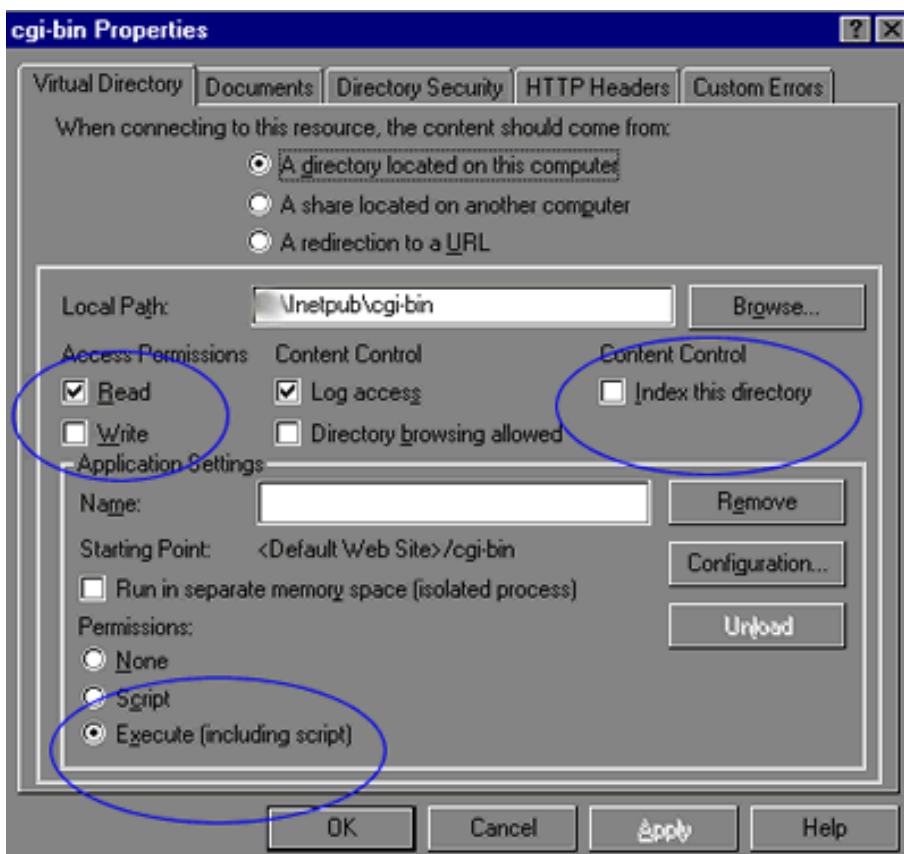 cgi-bin Properties
Virtual Directory Documents Directory Security HTTP Headers Custom Errors
When connecting to this resource, the content should come from:
A directory located on this computer
A share located on another computer
A redirection to a URL
Local Path: \Inetpub\cgi-bin Browse...
Access Permissions Content Control Content Control
Read Log access Index this directory
Write Directory browsing allowed
Application Settings
Name: Remove
Starting Point: <Default Web Site>/cgi-bin Configuration...
Run in separate memory space (isolated process)
Permissions: Unload
None
Script
Execute (including script)
OK Cancel Apply Help